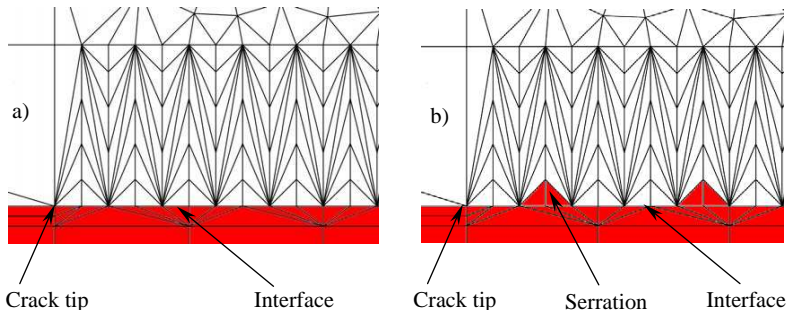 a)
b)
Crack tip
Interface
Crack tip
Serration
Interface